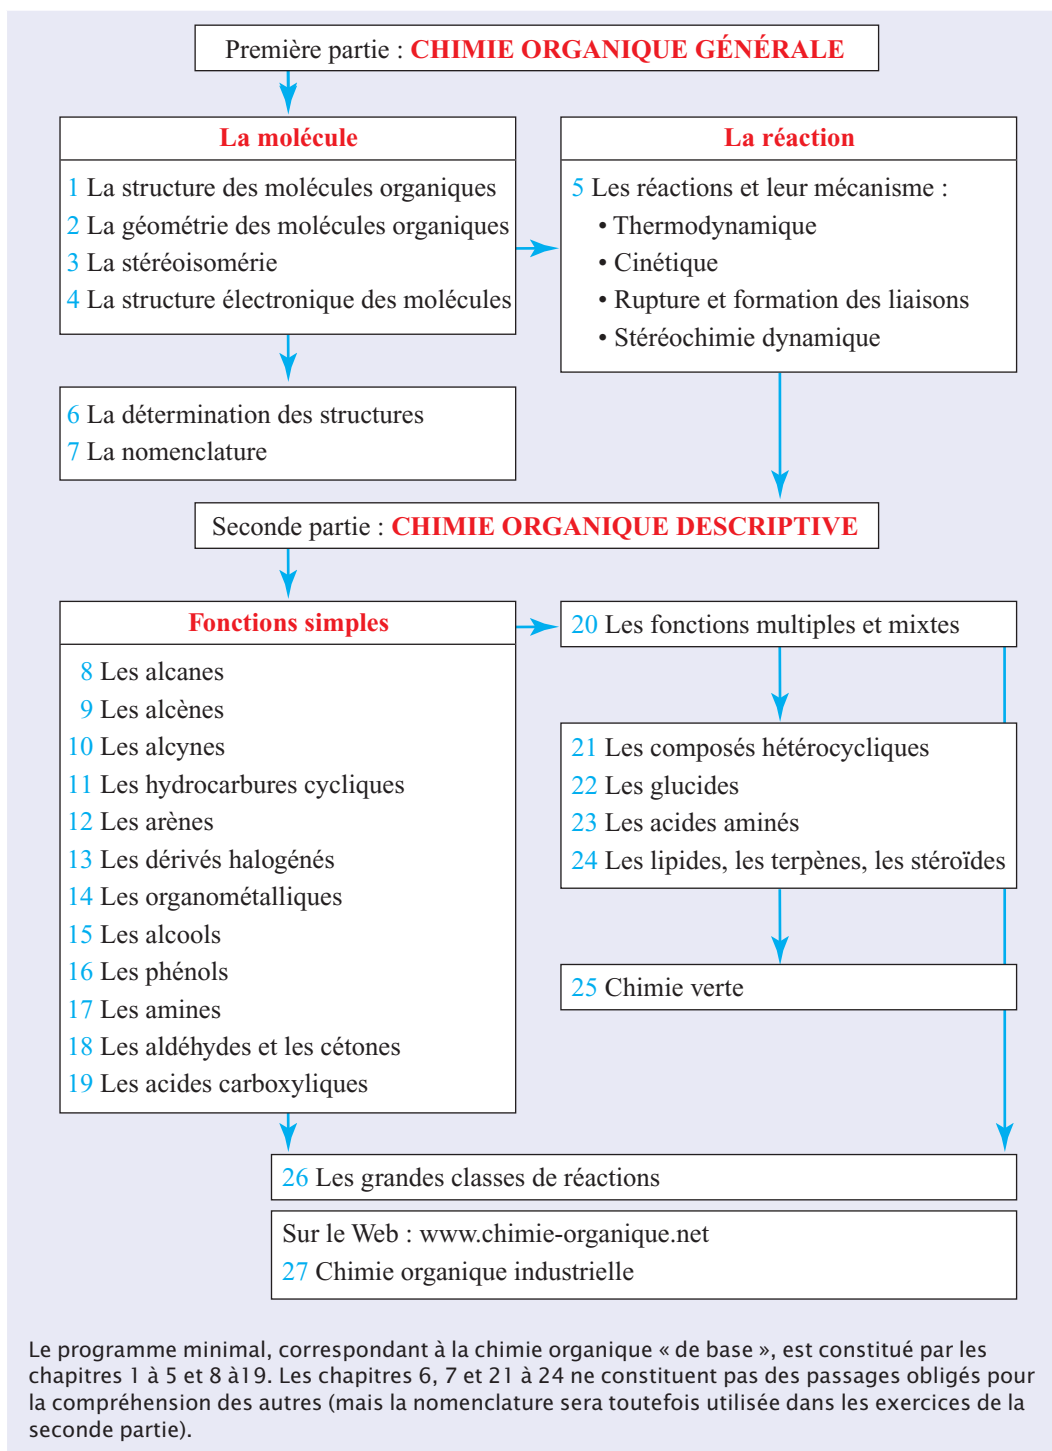 Première partie : CHIMIE ORGANIQUE GÉNÉRALE
La molécule
1 La structure des molécules organiques
2 La géométrie des molécules organiques
3 La stéréoisomérie
4 La structure électronique des molécules
La réaction
5 Les réactions et leur mécanisme :
• Thermodynamique
• Cinétique
• Rupture et formation des liaisons
• Stéréochimie dynamique
6 La détermination des structures
7 La nomenclature
Seconde partie : CHIMIE ORGANIQUE DESCRIPTIVE
Fonctions simples
8 Les alcanes
9 Les alcènes
10 Les alcynes
11 Les hydrocarbures cycliques
12 Les arènes
13 Les dérivés halogénés
14 Les organométalliques
15 Les alcools
16 Les phénols
17 Les amines
18 Les aldéhydes et les cétones
19 Les acides carboxyliques
20 Les fonctions multiples et mixtes
21 Les composés hétérocycliques
22 Les glucides
23 Les acides aminés
24 Les lipides, les terpènes, les stéroïdes
25 Chimie verte
26 Les grandes classes de réactions
Sur le Web : www.chimie-organique.net
27 Chimie organique industrielle
Le programme minimal, correspondant à la chimie organique « de base », est constitué par les
chapitres 1 à 5 et 8 à19. Les chapitres 6, 7 et 21 à 24 ne constituent pas des passages obligés pour
la compréhension des autres (mais la nomenclature sera toutefois utilisée dans les exercices de la
seconde partie).